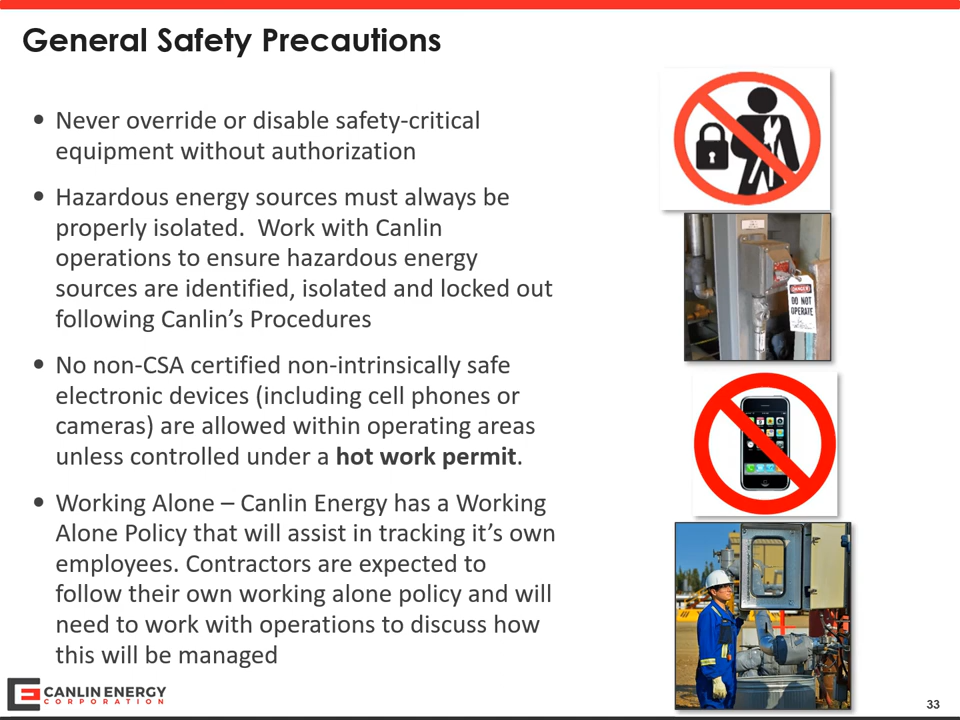 General Safety Precautions
• Never override or disable safety-critical
equipment without authorization
• Hazardous energy sources must always be
properly isolated.  Work with Canlin
operations to ensure hazardous energy
sources are identified, isolated and locked out
following Canlin’s Procedures
• No non-CSA certified non-intrinsically safe
electronic devices (including cell phones or
cameras) are allowed within operating areas
unless controlled under a hot work permit.
• Working Alone – Canlin Energy has a Working
Alone Policy that will assist in tracking it’s own
employees. Contractors are expected to
follow their own working alone policy and will
need to work with operations to discuss how
this will be managed
DANGER
DO NOT
OPERATE
CANLIN ENERGY
CORPORATION
33